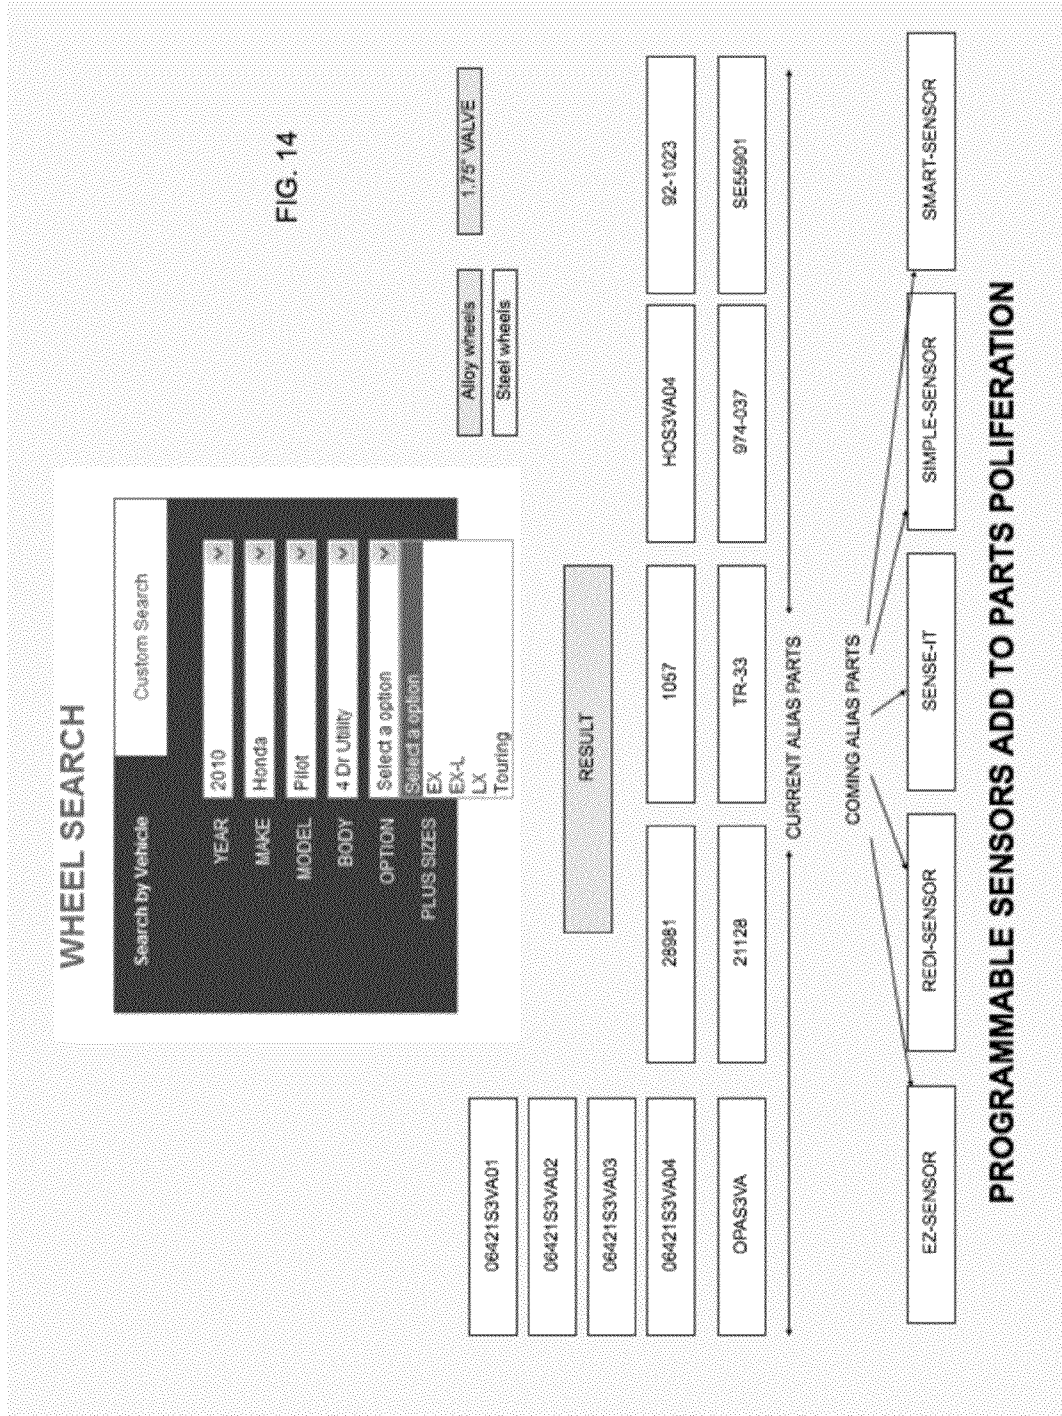 WHEEL SEARCH
FIG. 14
Search by Vehicle
Custom Search
YEAR
2010
MAKE
Honda
MODEL
Pilot
BODY
4 Dr Utility
OPTION
Select a option
Select a option
PLUS SIZES
EX
EX-L
LX
Touring
Alloy wheels
1.75" VALVE
Steel wheels
06421S3VA01
06421S3VA02
RESULT
06421S3VA03
06421S3VA04
28981
1057
HOS3VA04
92-1023
OPAS3VA
21128
TR-33
974-037
SE55901
CURRENT ALIAS PARTS
COMING ALIAS PARTS
EZ-SENSOR
REDI-SENSOR
SENSE-IT
SIMPLE-SENSOR
SMART-SENSOR
PROGRAMMABLE SENSORS ADD TO PARTS POLIFERATION